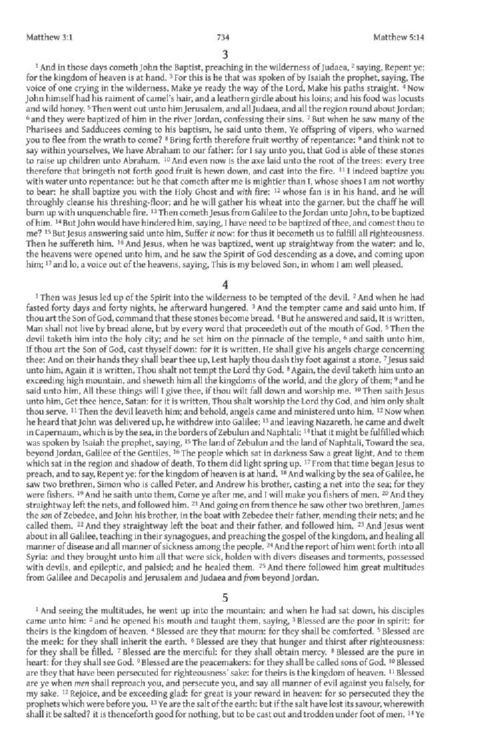 Matthew 3:1 734 Matthew 5:14
3
1 And in those days cometh John the Baptist, preaching in the wilderness of Judaea, 2 saying, Repent ye;
for the kingdom of heaven is at hand. 3 For this is he that was spoken of by Isaiah the prophet, saying, The
voice of one crying in the wilderness, Make ye ready the way of the Lord, Make his paths straight. 4 Now
John himself had his raiment of camel's hair, and a leathern girdle about his loins; and his food was locusts
and wild honey. 5 Then went out unto him Jerusalem, and all Judaea, and all the region round about Jordan;
6 and they were baptized of him in the river Jordan, confessing their sins. 7 But when he saw many of the
Pharisees and Sadducees coming to his baptism, he said unto them, Ye offspring of vipers, who warned
you to flee from the wrath to come? 8 Bring forth therefore fruit worthy of repentance: 9 and think not to
say within yourselves, We have Abraham to our father: for I say unto you, that God is able of these stones
to raise up children unto Abraham. 10 And even now is the axe laid unto the root of the trees: every tree
therefore that bringeth not forth good fruit is hewn down, and cast into the fire. 11 I indeed baptize you
with water unto repentance: but he that cometh after me is mightier than I, whose shoes I am not worthy
to bear: he shall baptize you with the Holy Ghost and with fire: 12 whose fan is in his hand, and he will
throughly cleanse his threshing-floor; and he will gather his wheat into the garner, but the chaff he will
burn up with unquenchable fire. 13 Then cometh Jesus from Galilee to the Jordan unto John, to be baptized
of him. 14 But John would have hindered him, saying, I have need to be baptized of thee, and comest thou to
me? 15 But Jesus answering said unto him, Suffer it now: for thus it becometh us to fulfill all righteousness.
Then he suffereth him. 16 And Jesus, when he was baptized, went up straightway from the water: and lo,
the heavens were opened unto him, and he saw the Spirit of God descending as a dove, and coming upon
him; 17 and lo, a voice out of the heavens, saying, This is my beloved Son, in whom I am well pleased.
4
1 Then was Jesus led up of the Spirit into the wilderness to be tempted of the devil. 2 And when he had
fasted forty days and forty nights, he afterward hungered. 3 And the tempter came and said unto him, If
thou art the Son of God, command that these stones become bread. 4 But he answered and said, It is written,
Man shall not live by bread alone, but by every word that proceedeth out of the mouth of God. 5 Then the
devil taketh him into the holy city; and he set him on the pinnacle of the temple, 6 and saith unto him,
If thou art the Son of God, cast thyself down: for it is written, He shall give his angels charge concerning
thee: And on their hands they shall bear thee up, Lest haply thou dash thy foot against a stone. 7 Jesus said
unto him, Again it is written, Thou shalt not tempt the Lord thy God. 8 Again, the devil taketh him unto an
exceeding high mountain, and sheweth him all the kingdoms of the world, and the glory of them; 9 and he
said unto him, All these things will I give thee, if thou wilt fall down and worship me. 10 Then saith Jesus
unto him, Get thee hence, Satan: for it is written, Thou shalt worship the Lord thy God, and him only shalt
thou serve. 11 Then the devil leaveth him; and behold, angels came and ministered unto him. 12 Now when
he heard that John was delivered up, he withdrew into Galilee; 13 and leaving Nazareth, he came and dwelt
in Capernaum, which is by the sea, in the borders of Zebulun and Naphtali: 14 that it might be fulfilled which
was spoken by Isaiah the prophet, saying, 15 The land of Zebulun and the land of Naphtali, Toward the sea,
beyond Jordan, Galilee of the Gentiles, 16 The people which sat in darkness Saw a great light, And to them
which sat in the region and shadow of death, To them did light spring up. 17 From that time began Jesus to
preach, and to say, Repent ye: for the kingdom of heaven is at hand. 18 And walking by the sea of Galilee, he
saw two brethren, Simon who is called Peter, and Andrew his brother, casting a net into the sea; for they
were fishers. 19 And he saith unto them, Come ye after me, and I will make you fishers of men. 20 And they
straightway left the nets, and followed him. 21 And going on from thence he saw other two brethren, James
the son of Zebedee, and John his brother, in the boat with Zebedee their father, mending their nets; and he
called them. 22 And they straightway left the boat and their father, and followed him. 23 And Jesus went
about in all Galilee, teaching in their synagogues, and preaching the gospel of the kingdom, and healing all
manner of disease and all manner of sickness among the people. 24 And the report of him went forth into all
Syria: and they brought unto him all that were sick, holden with divers diseases and torments, possessed
with devils, and epileptic, and palsied; and he healed them. 25 And there followed him great multitudes
from Galilee and Decapolis and Jerusalem and Judaea and from beyond Jordan.
5
1 And seeing the multitudes, he went up into the mountain: and when he had sat down, his disciples
came unto him: 2 and he opened his mouth and taught them, saying, 3 Blessed are the poor in spirit: for
theirs is the kingdom of heaven. 4 Blessed are they that mourn: for they shall be comforted. 5 Blessed are
the meek: for they shall inherit the earth. 6 Blessed are they that hunger and thirst after righteousness:
for they shall be filled. 7 Blessed are the merciful: for they shall obtain mercy. 8 Blessed are the pure in
heart: for they shall see God. 9 Blessed are the peacemakers: for they shall be called sons of God. 10 Blessed
are they that have been persecuted for righteousness' sake: for theirs is the kingdom of heaven. 11 Blessed
are ye when men shall reproach you, and persecute you, and say all manner of evil against you falsely, for
my sake. 12 Rejoice, and be exceeding glad: for great is your reward in heaven: for so persecuted they the
prophets which were before you. 13 Ye are the salt of the earth: but if the salt have lost its savour, wherewith
shall it be salted? it is thenceforth good for nothing, but to be cast out and trodden under foot of men. 14 Ye